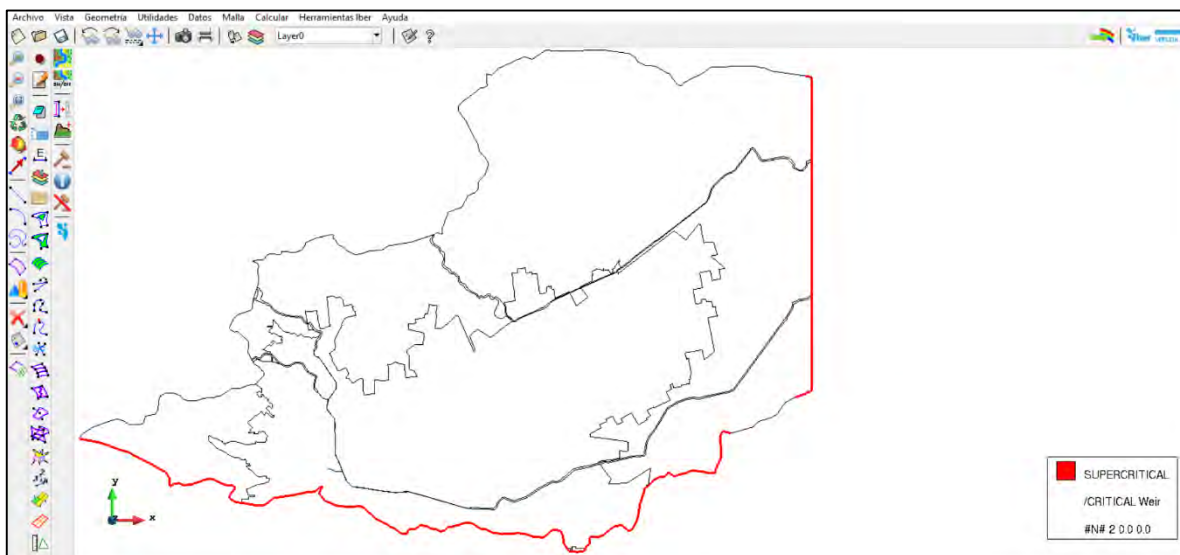 Archivo Vista Geometría Utilidades Datos Malla Calcular Herramientas Iber Ayuda
Layer0
Iber
E
y
x
SUPERCRITICAL
/CRITICAL Weir
#N# 2 0.0 0.0